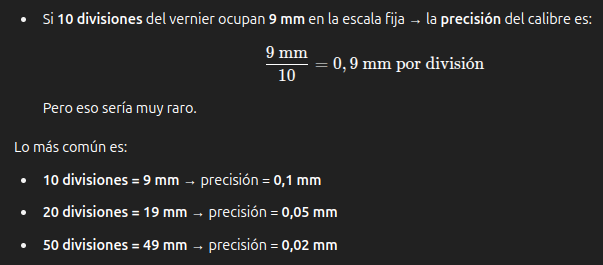 • Si 10 divisiones del vernier ocupan 9 mm en la escala fija → la precisión del calibre es:
9 mm
10
= 0, 9 mm por división
Pero eso sería muy raro.
Lo más común es:
• 10 divisiones = 9 mm → precisión = 0,1 mm
• 20 divisiones = 19 mm → precisión = 0,05 mm
• 50 divisiones = 49 mm → precisión = 0,02 mm